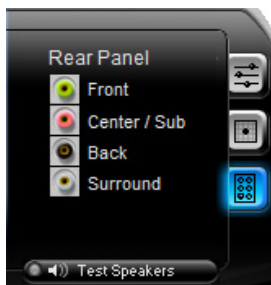 Rear Panel
Front
Center / Sub
Back
Surround
Test Speakers